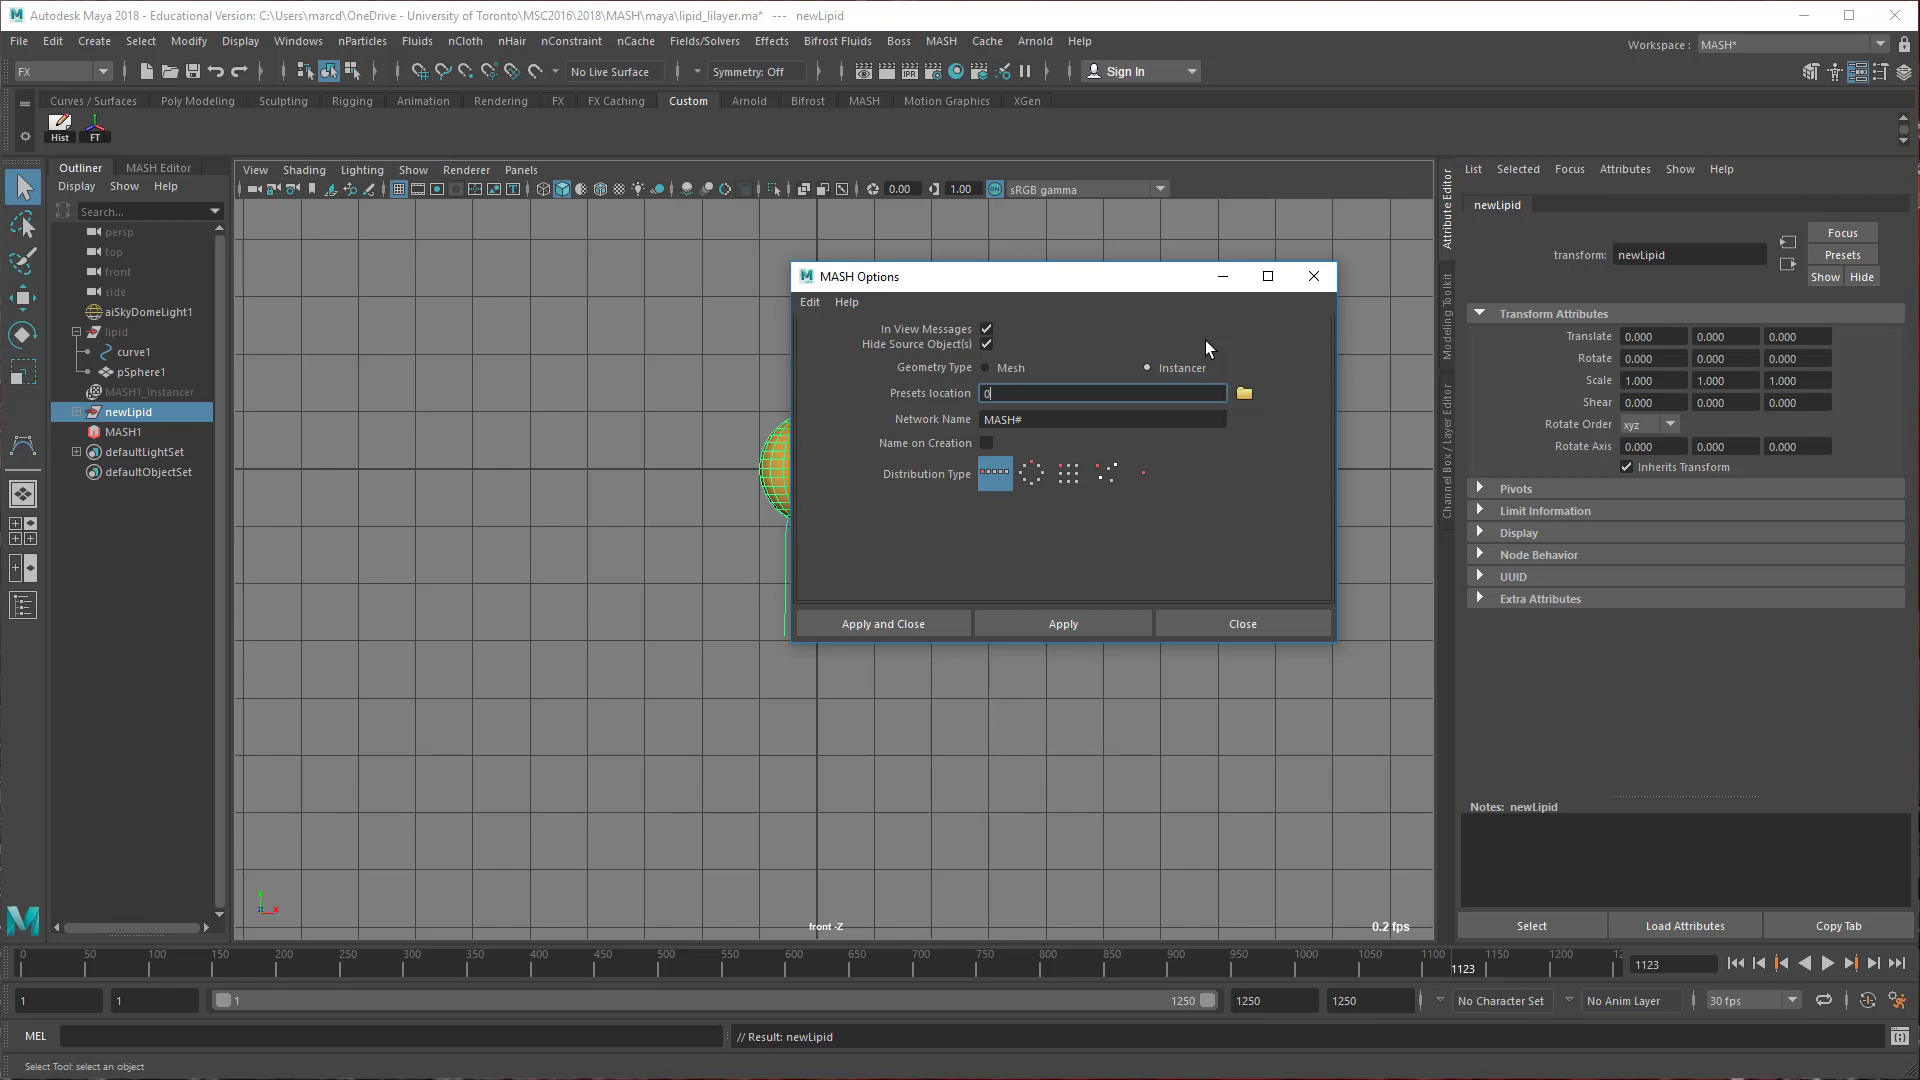 Autodesk Maya 2018 - Educational Version: C:\Users\marcd\OneDrive - University of Toronto\MSC2016\2018\MASH\maya\lipid_lilayer.ma* --- newLipid
File Edit Create Select Modify Display Windows nParticles Fluids nCloth nHair nConstraint nCache Fields/Solvers Effects Bifrost Fluids Boss MASH Cache Arnold Help
Workspace : MASH*
FX No Live Surface Symmetry: Off IPR Sign In
Curves / Surfaces Poly Modeling Sculpting Rigging Animation Rendering FX FX Caching Custom Arnold Bifrost MASH Motion Graphics XGen
Hist FT
Outliner MASH Editor
Display Show Help
Search...
persp
top
front
side
aiSkyDomeLight1
lipid
curve1
pSphere1
MASH1_Instancer
newLipid
MASH1
defaultLightSet
defaultObjectSet
View Shading Lighting Show Renderer Panels
0.00 1.00 ON sRGB gamma
MASH Options
Edit Help
In View Messages
Hide Source Object(s)
Geometry Type Mesh Instancer
Presets location 0
Network Name MASH#
Name on Creation
Distribution Type
Apply and Close Apply Close
front -Z
0.2 fps
y
z x
Attribute Editor
Modeling Toolkit
Channel Box / Layer Editor
List Selected Focus Attributes Show Help
newLipid
transform: newLipid
Focus
Presets
Show Hide
Transform Attributes
Translate 0.000 0.000 0.000
Rotate 0.000 0.000 0.000
Scale 1.000 1.000 1.000
Shear 0.000 0.000 0.000
Rotate Order xyz
Rotate Axis 0.000 0.000 0.000
Inherits Transform
Pivots
Limit Information
Display
Node Behavior
UUID
Extra Attributes
Notes: newLipid
Select Load Attributes Copy Tab
0 50 100 150 200 250 300 350 400 450 500 550 600 650 700 750 800 850 900 950 1000 1050 1100 1150 1200 12
1123
1123
1 1 1 1250 1250 1250 No Character Set No Anim Layer 30 fps
MEL // Result: newLipid
Select Tool: select an object